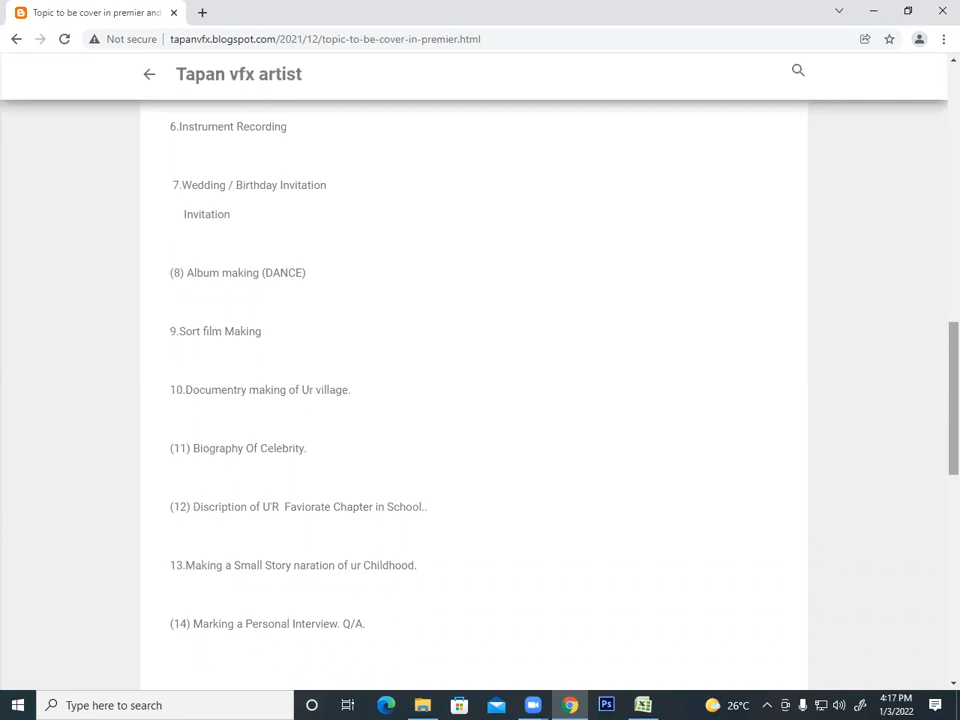 Topic to be cover in premier and
Not secure
tapanvfx.blogspot.com/2021/12/topic-to-be-cover-in-premier.html
Tapan vfx artist
6.Instrument Recording
7.Wedding / Birthday Invitation
Invitation
(8) Album making (DANCE)
9.Sort film Making
10.Documentry making of Ur village.
(11) Biography Of Celebrity.
(12) Discription of U'R  Faviorate Chapter in School..
13.Making a Small Story naration of ur Childhood.
(14) Marking a Personal Interview. Q/A.
Type here to search
Ps
26°C
4:17 PM
1/3/2022